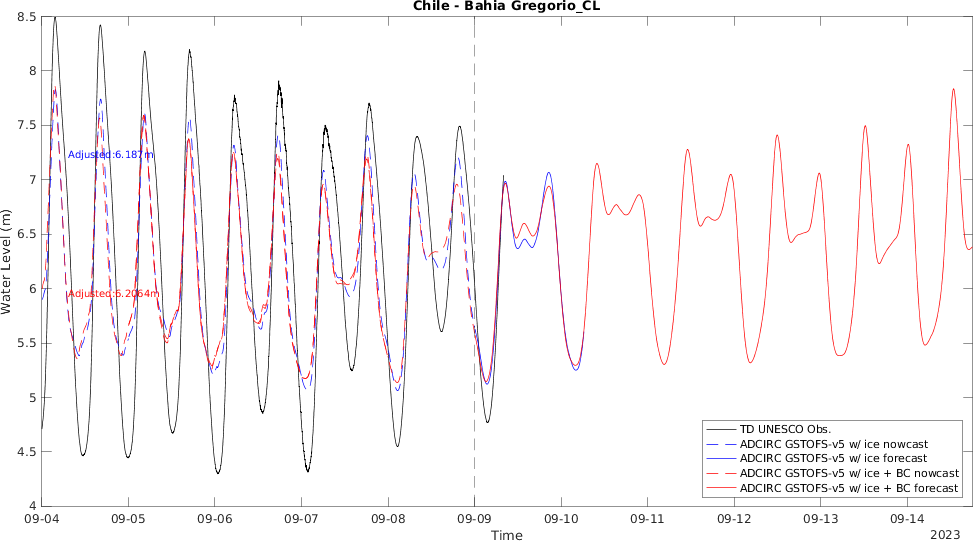 Chile - Bahia Gregorio_CL
8.5
8
7.5
7
6.5
6
5.5
5
4.5
4
Water Level (m)
Adjusted:6.187m
Adjusted:6.2064m
TD UNESCO Obs.
ADCIRC GSTOFS-v5 w/ ice nowcast
ADCIRC GSTOFS-v5 w/ ice forecast
ADCIRC GSTOFS-v5 w/ ice + BC nowcast
ADCIRC GSTOFS-v5 w/ ice + BC forecast
09-04 09-05 09-06 09-07 09-08 09-09 09-10 09-11 09-12 09-13 09-14
Time
2023